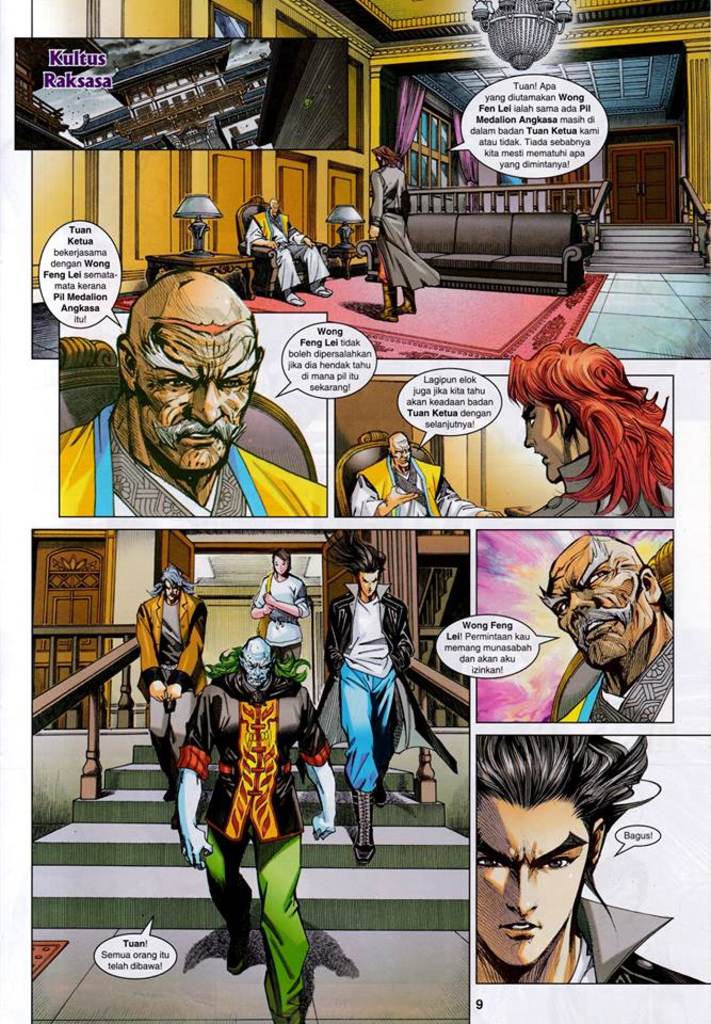 Kultus
Raksasa
Tuan! Apa
yang diutamakan Wong
Fen Lei ialah sama ada Pil
Medalion Angkasa masih di
dalam badan Tuan Ketua kami
atau tidak. Tiada sebabnya
kita mesti mematuhi apa
yang dimintanya!
Tuan
Ketua
bekerjasama
dengan Wong
Feng Lei semata-
mata kerana
Pil Medalion
Angkasa
itu!
Wong
Feng Lei tidak
boleh dipersalahkan
jika dia hendak tahu
di mana pil itu
sekarang!
Lagipun elok
juga jika kita tahu
akan keadaan badan
Tuan Ketua dengan
selanjutnya!
Wong Feng
Lei! Permintaan kau
memang munasabah
dan akan aku
izinkan!
Bagus!
Tuan!
Semua orang itu
telah dibawa!
9